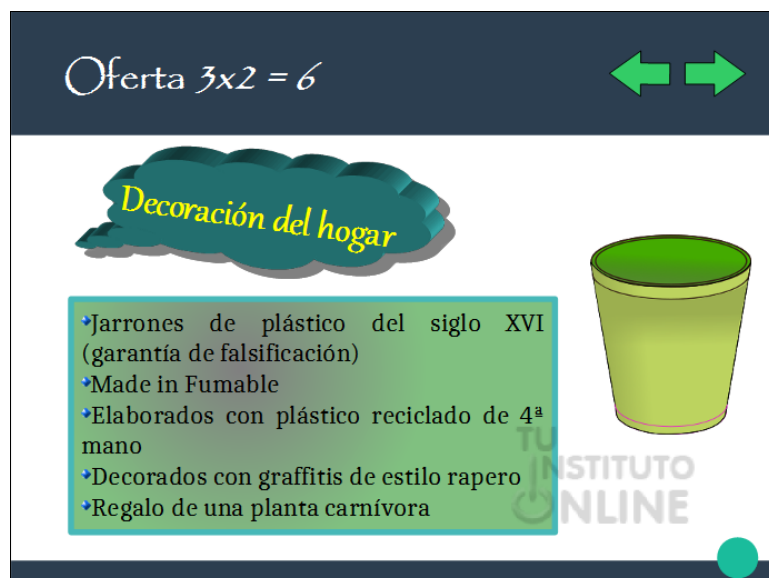 Oferta 3x2 = 6
Decoración del hogar
Jarrones de plástico del siglo XVI
(garantía de falsificación)
Made in Fumable
Elaborados con plástico reciclado de 4ª
mano
Decorados con graffitis de estilo rapero
Regalo de una planta carnívora
TU
INSTITUTO
ONLINE